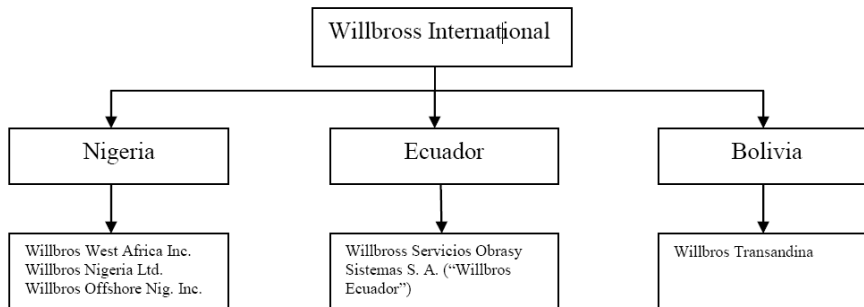 Willbross International
Nigeria
Ecuador
Bolivia
Willbros West Africa Inc.
Willbros Nigeria Ltd.
Willbros Offshore Nig. Inc.
Willbross Servicios Obrasy
Sistemas S. A. (“Willbros
Ecuador”)
Willbros Transandina